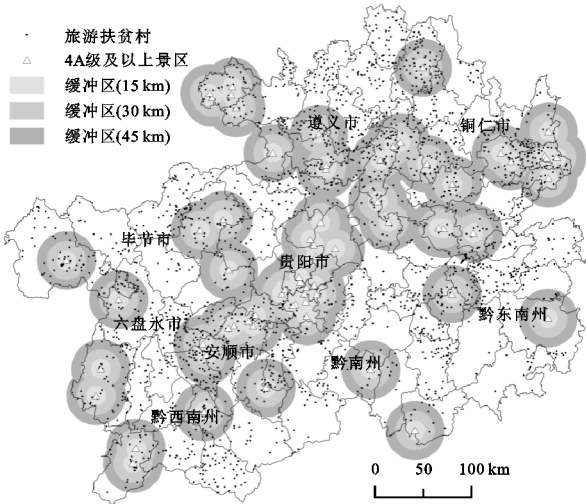 旅游扶贫村
4A级及以上景区
缓冲区(15 km)
缓冲区(30 km)
缓冲区(45 km)
遵义市
铜仁市
毕节市
贵阳市
六盘水市
黔东南州
安顺市
黔南州
黔西南州
0 50 100 km